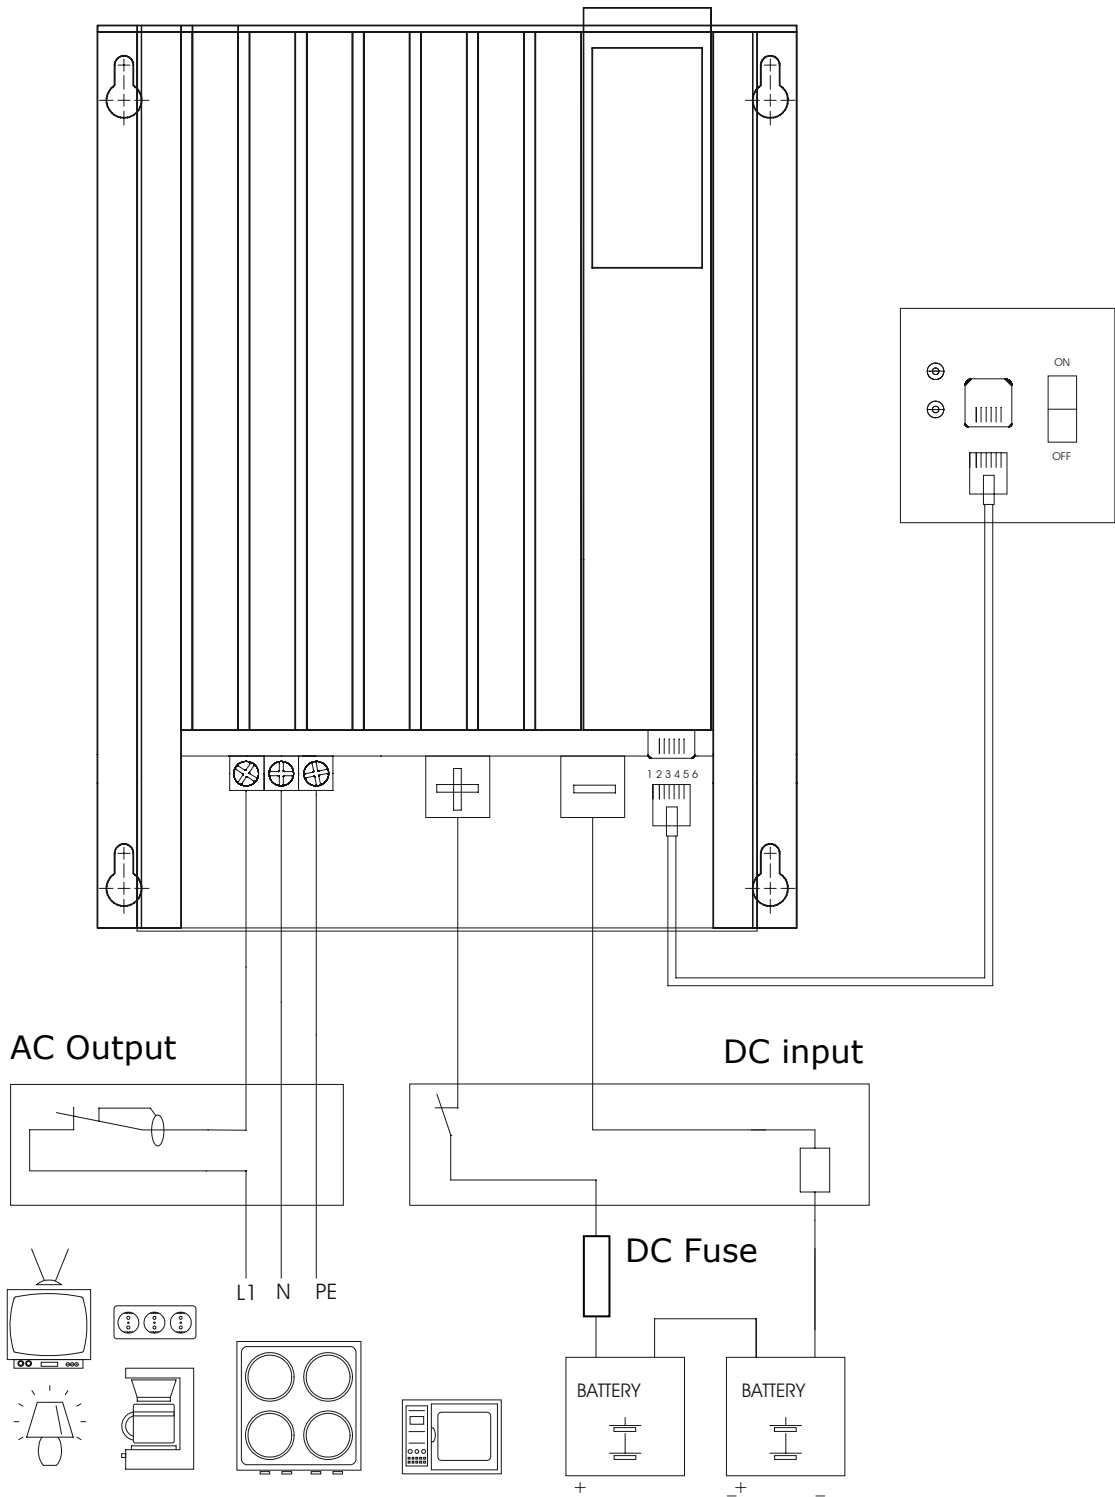 ON
OFF
1 2 3 4 5 6
AC Output
DC input
DC Fuse
L1 N PE
BATTERY BATTERY
+ _ + _